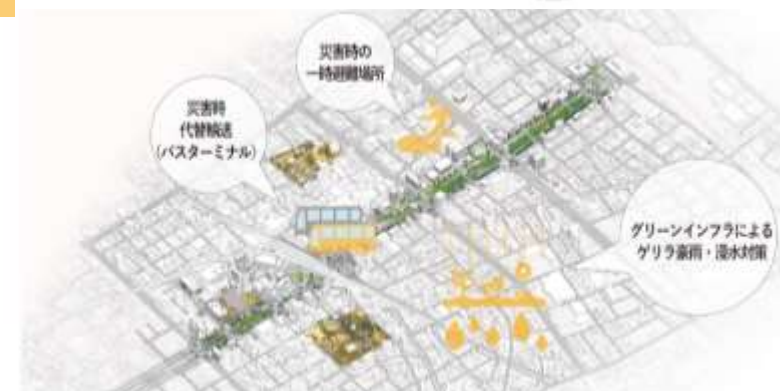 災害時の
一時避難場所
災害時
代替輸送
(バスターミナル)
グリーンインフラによる
ゲリラ豪雨・浸水対策